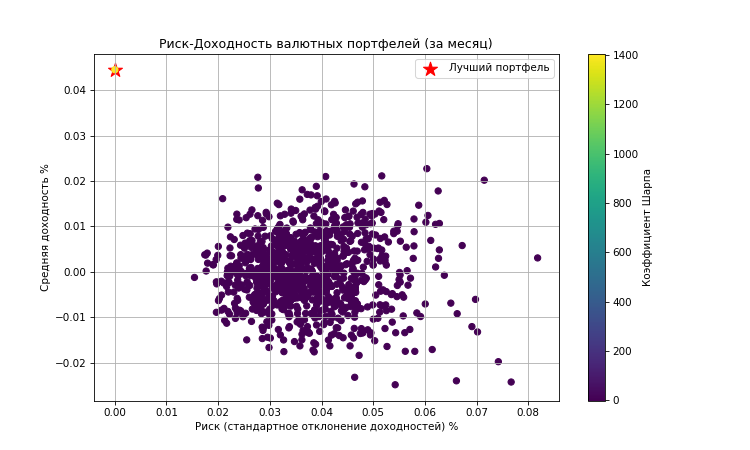 Риск-Доходность валютных портфелей (за месяц)
Лучший портфель
Средняя доходность %
0.04
0.03
0.02
0.01
0.00
−0.01
−0.02
0.00 0.01 0.02 0.03 0.04 0.05 0.06 0.07 0.08
Риск (стандартное отклонение доходностей) %
1400
1200
1000
800
600
400
200
0
Коэффициент Шарпа